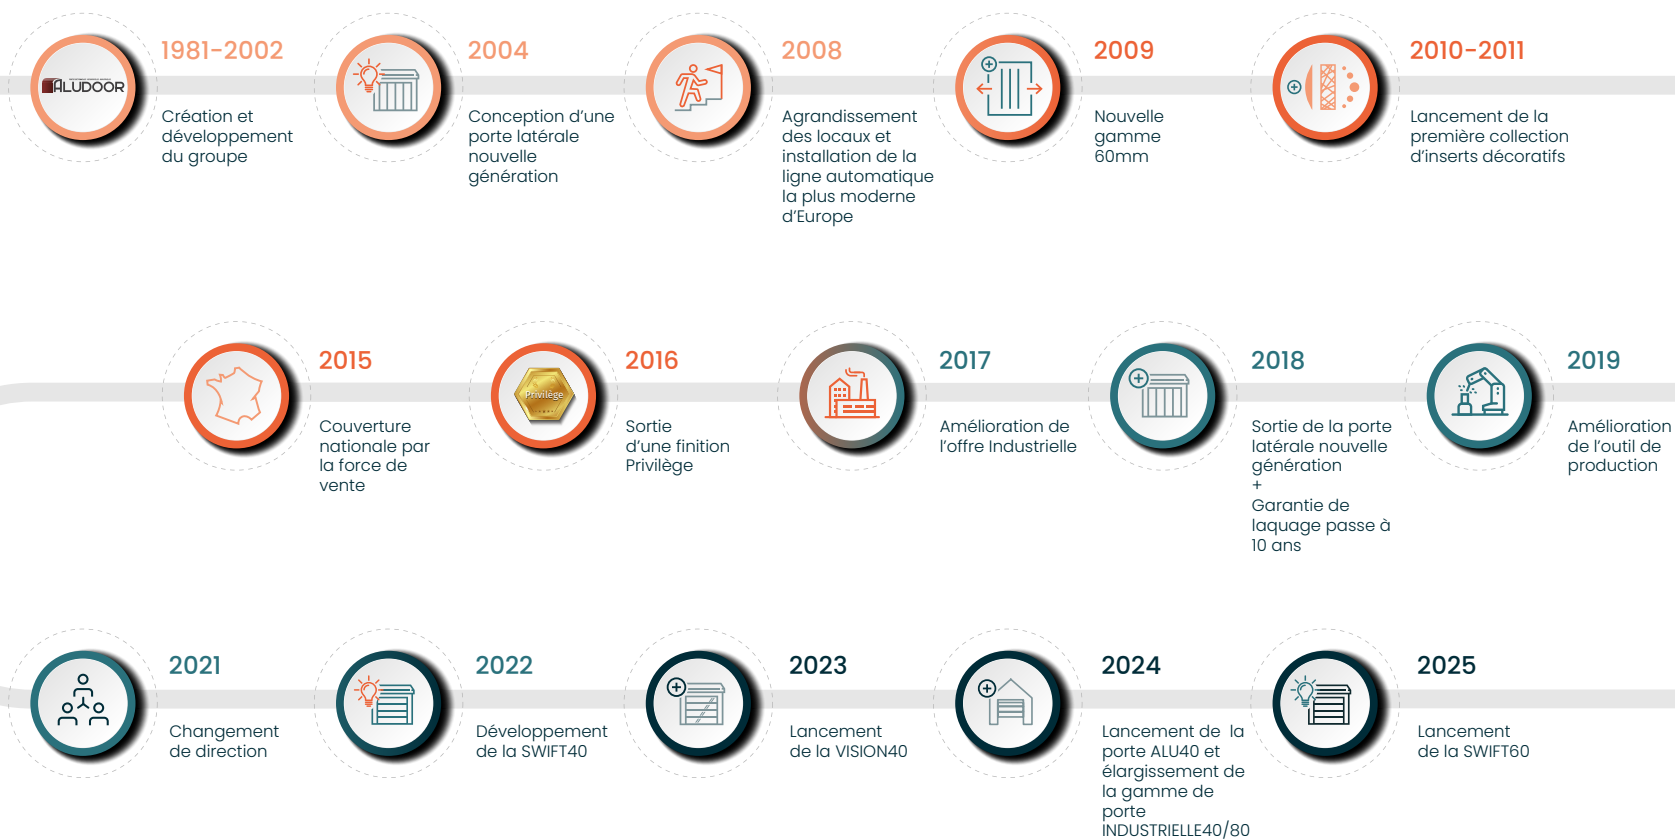 ALUDOOR
1981-2002
Création et
développement
du groupe
2004
Conception d’une
porte latérale
nouvelle
génération
2008
Agrandissement
des locaux et
installation de la
ligne automatique
la plus moderne
d’Europe
2009
Nouvelle
gamme
60mm
2010-2011
Lancement de la
première collection
d’inserts décoratifs
2015
Couverture
nationale par
la force de
vente
Privilège
2016
Sortie
d’une finition
Privilège
2017
Amélioration de
l’offre Industrielle
2018
Sortie de la porte
latérale nouvelle
génération
+
Garantie de
laquage passe à
10 ans
2019
Amélioration
de l’outil de
production
2021
Changement
de direction
2022
Développement
de la SWIFT40
2023
Lancement
de la VISION40
2024
Lancement de  la
porte ALU40 et
élargissement de
la gamme de
porte
INDUSTRIELLE40/80
2025
Lancement
de la SWIFT60